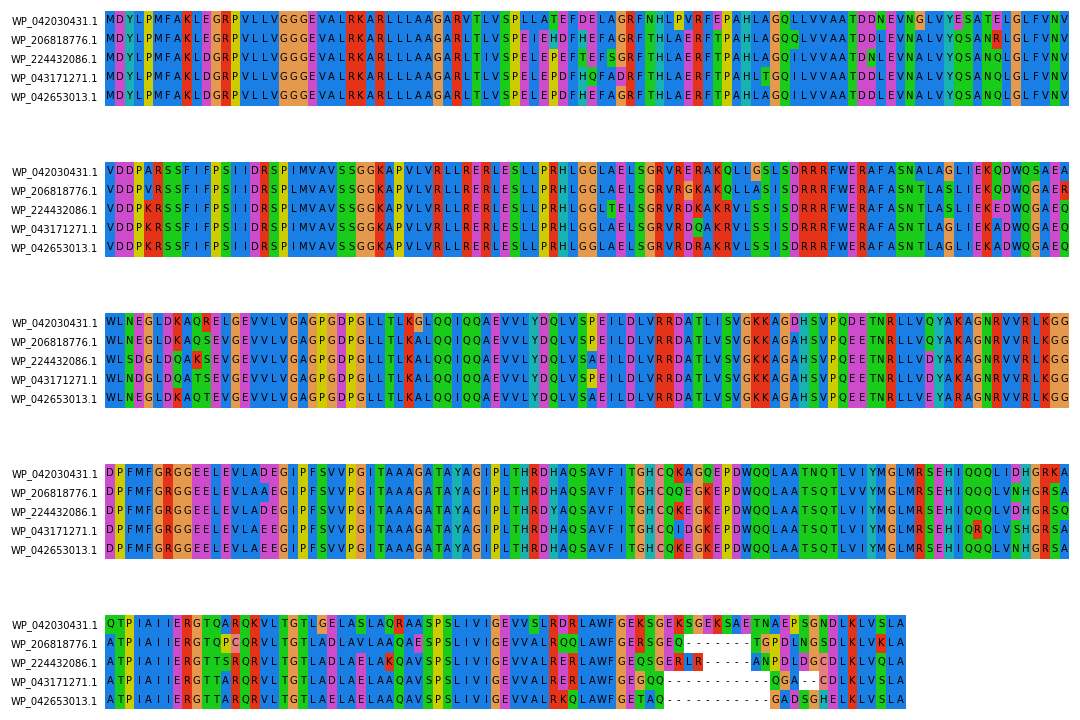 WP_042030431.1 MDYLPMFAKLEGRPVLLVGGGEVALRKARLLLAAGARVTLVSPLLATEFDELAGRFNHLPVRFEPAHLAGQLLVVAATDDNEVNGLVYESATELGLFVNV
WP_206818776.1 MDYLPMFAKLEGRPVLLVGGGEVALRKARLLLAAGARLTLVSPEIEHDFHEFAGRFTHLAERFTPAHLAGQQLVVAATDDLEVNALVYQSANRLGLFVNV
WP_224432086.1 MDYLPMFAKLDGRPVLLVGGGEVALRKARLLLAAGARLTIVSPELEPEFTEFSGRFTHLAERFTPAHLAGQILVVAATDNLEVNALVYQSANQLGLFVNV
WP_043171271.1 MDYLPMFAKLDGRPVLLVGGGEVALRKARLLLAAGARLTLVSPELEPDFHQFADRFTHLAERFTPAHLTGQILVVAATDDLEVNALVYQSANQLGLFVNV
WP_042653013.1 MDYLPMFAKLDGRPVLLVGGGEVALRKARLLLAAGARLTLVSPELEPDFHEFAGRFTHLAERFTPAHLAGQILVVAATDDLEVNALVYQSANQLGLFVNV
WP_042030431.1 VDDPARSSFIFPSIIDRSPIMVAVSSGGKAPVLVRLLRERLESLLPRHLGGLAELSGRVRERAKQLLGSLSDRRRFWERAFASNALAGLIEKQDWQSAEA
WP_206818776.1 VDDPVRSSFIFPSIIDRSPIMVAVSSGGKAPVLVRLLRERLESLLPRHLGGLAELSGRVRGKAKQLLASISDRRRFWERAFASNTLASLIEKQDWQGAER
WP_224432086.1 VDDPKRSSFIFPSIIDRSPLMVAVSSGGKAPVLVRLLRERLESLLPRHLGGLTELSGRVRDKAKRVLSSISDRRRFWERAFASNTLASLIEKEDWQGAEQ
WP_043171271.1 VDDPKRSSFIFPSIIDRSPIMVAVSSGGKAPVLVRLLRERLESLLPRHLGGLAELSGRVRDQAKRVLSSISDRRRFWERAFASNTLAGLIEKADWQGAEQ
WP_042653013.1 VDDPKRSSFIFPSIIDRSPIMVAVSSGGKAPVLVRLLRERLESLLPRHLGGLAELSGRVRDRAKRVLSSISDRRRFWERAFASNTLAGLIEKADWQGAEQ
WP_042030431.1 WLNEGLDKAQRELGEVVLVGAGPGDPGLLTLKGLQQIQQAEVVLYDQLVSPEILDLVRRDATLISVGKKAGDHSVPQDETNRLLVQYAKAGNRVVRLKGG
WP_206818776.1 WLNEGLDKAQSEVGEVVLVGAGPGDPGLLTLKALQQIQQAEVVLYDQLVSPEILDLVRRDATLVSVGKKAGAHSVPQEETNRLLVDYAKAGNRVVRLKGG
WP_224432086.1 WLSDGLDQAKSEVGEVVLVGAGPGDPGLLTLKALQQIQQAEVVLYDQLVSAEILDLVRRDATLVSVGKKAGAHSVPQEETNRLLVDYAKAGNRVVRLKGG
WP_043171271.1 WLNDGLDQATSEVGEVVLVGAGPGDPGLLTLKALQQIQQAEVVLYDQLVSPEILDLVRRDATLVSVGKKAGAHSVPQEETNRLLVDYAKAGNRVVRLKGG
WP_042653013.1 WLNEGLDKAQTEVGEVVLVGAGPGDPGLLTLKALQQIQQAEVVLYDQLVSAEILDLVRRDATLVSVGKKAGAHSVPQEETNRLLVEYARAGNRVVRLKGG
WP_042030431.1 DPFMFGRGGEELEVLADEGIPFSVVPGITAAAGATAYAGIPLTHRDHAQSAVFITGHCQKAGQEPDWQQLAATNQTLVIYMGLMRSEHIQQQLIDHGRKA
WP_206818776.1 DPFMFGRGGEELEVLAAEGIPFSVVPGITAAAGATAYAGIPLTHRDHAQSAVFITGHCQQEGKEPDWQQLAATSQTLVVYMGLMRSEHIQQQLVNHGRSA
WP_224432086.1 DPFMFGRGGEELEVLADEGIPFSVVPGITAAAGATAYAGIPLTHRDYAQSAVFITGHCQKEGKEPDWQQLAATSQTLVIYMGLMRSEHIQQQLVDHGRSQ
WP_043171271.1 DPFMFGRGGEELEVLAEEGIPFSVVPGITAAAGATAYAGIPLTHRDHAQSAVFITGHCQIDGKEPDWQQLAATSQTLVIYMGLMRSEHIQRQLVSHGRSA
WP_042653013.1 DPFMFGRGGEELEVLAEEGIPFSVVPGITAAAGATAYAGIPLTHRDHAQSAVFITGHCQKEGKEPDWQQLAATSQTLVIYMGLMRSEHIQQQLVNHGRSA
WP_042030431.1 QTPIAIIERGTQARQKVLTGTLGELASLAQRAASPSLIVIGEVVSLRDRLAWFGEKSGEKSGEKSAETNAEPSGNDLKLVSLA
WP_206818776.1 ATPIAIIERGTQPCQRVLTGTLADLAVLAAQAESPSLIVIGEVVALRQQLAWFGERSGEQ-------TGPDLNGSDLKLVKLA
WP_224432086.1 ATPIAIIERGTTSRQRVLTGTLADLAELAKQAVSPSLIVIGEVVALRERLAWFGEQSGERLR-----ANPDLDGCDLKLVQLA
WP_043171271.1 ATPIAIIERGTTARQRVLTGTLADLAELAAQAVSPSLIVIGEVVALRERLAWFGEGQQ-----------QGA--CDLKLVSLA
WP_042653013.1 ATPIAIIERGTTARQRVLTGTLAELAELAAQAVSPSLIVIGEVVALRKQLAWFGETAQ-----------GADSGHELKLVSLA